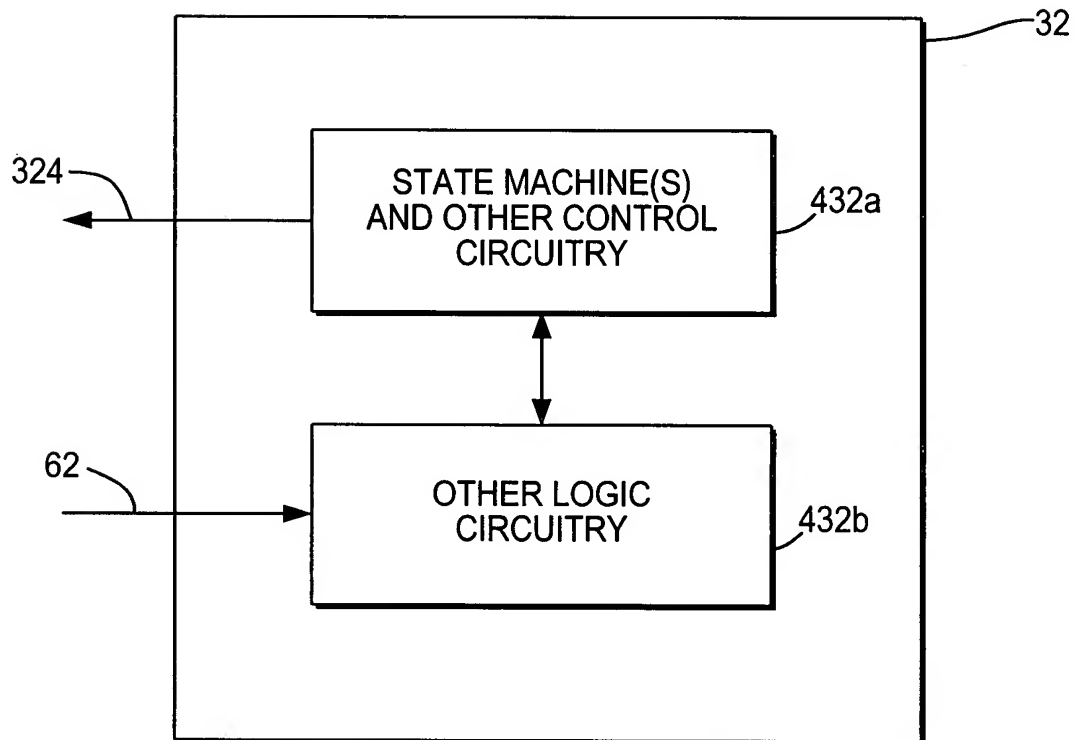 32
324
STATE MACHINE(S)
AND OTHER CONTROL
CIRCUITRY
432a
62
OTHER LOGIC
CIRCUITRY
432b